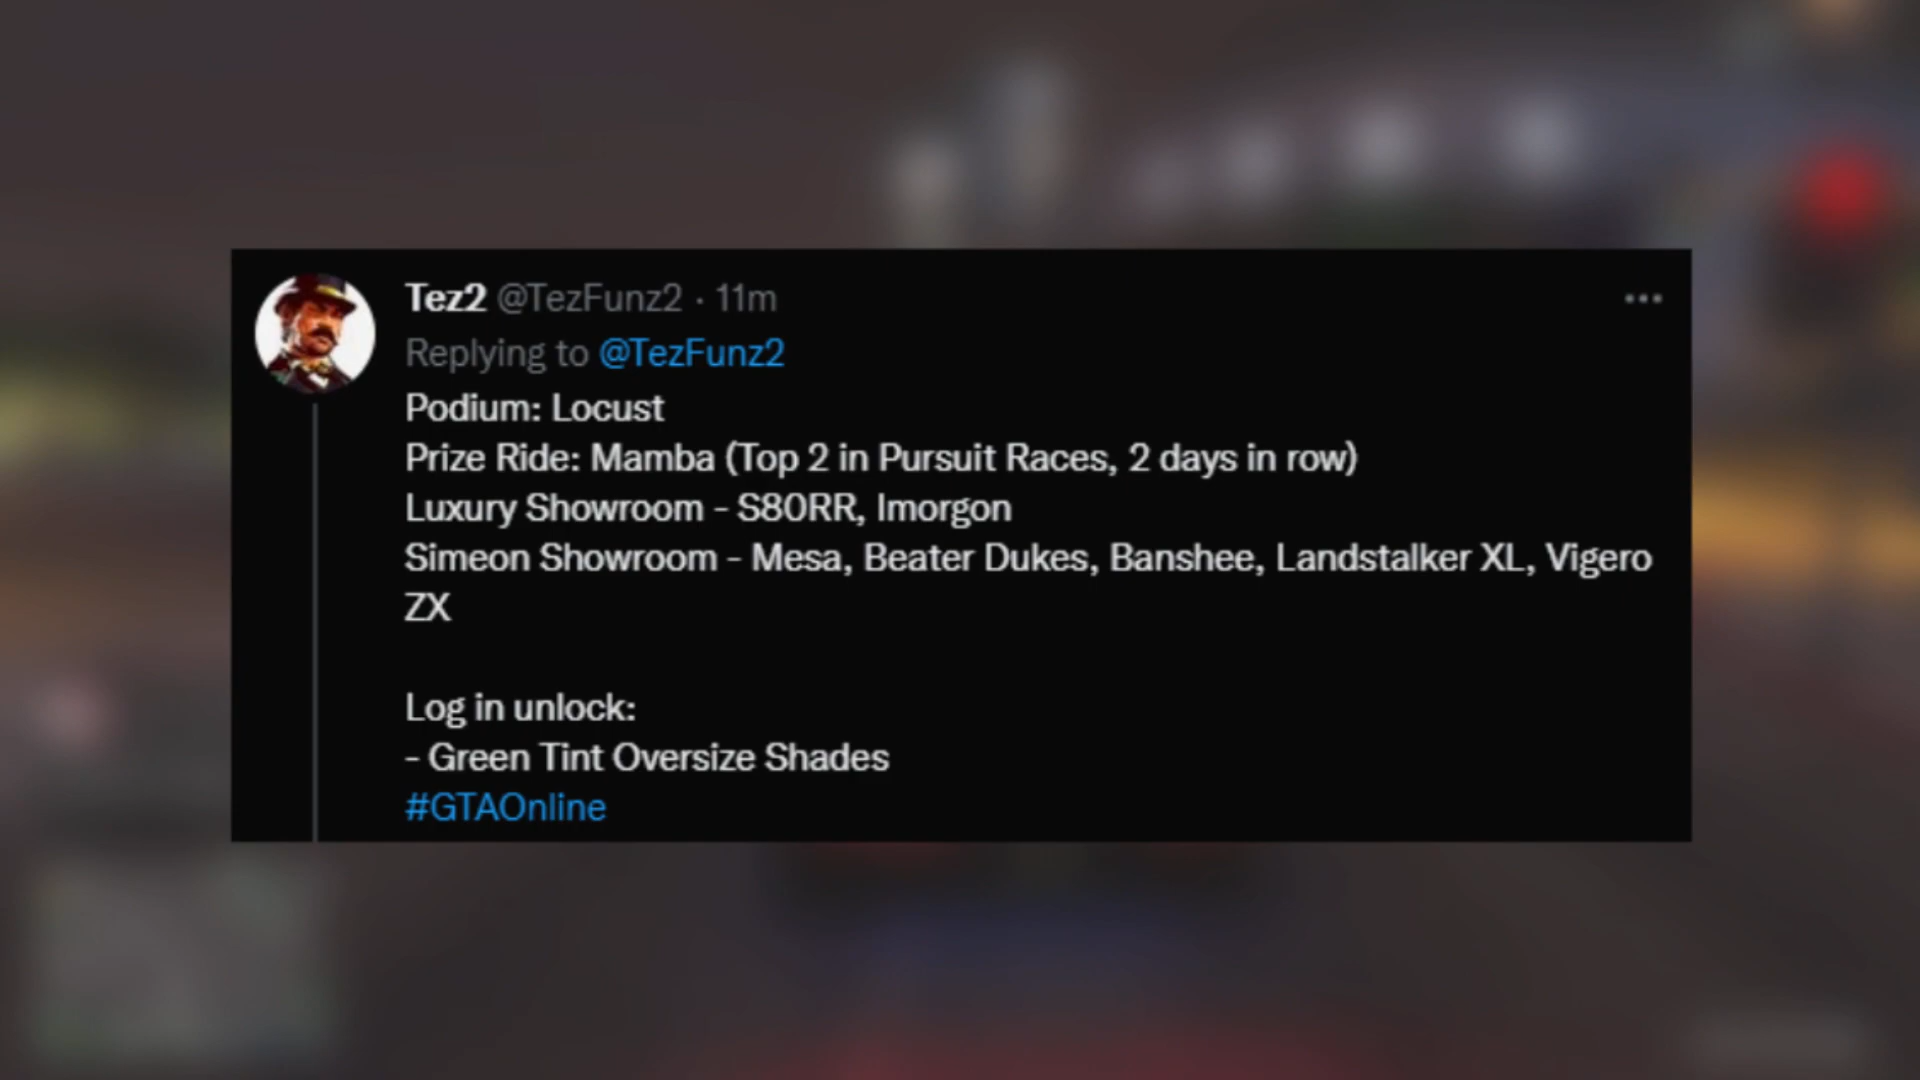 Tez2 @TezFunz2 · 11m
Replying to @TezFunz2
Podium: Locust
Prize Ride: Mamba (Top 2 in Pursuit Races, 2 days in row)
Luxury Showroom - S80RR, Imorgon
Simeon Showroom - Mesa, Beater Dukes, Banshee, Landstalker XL, Vigero
ZX
Log in unlock:
- Green Tint Oversize Shades
#GTAOnline